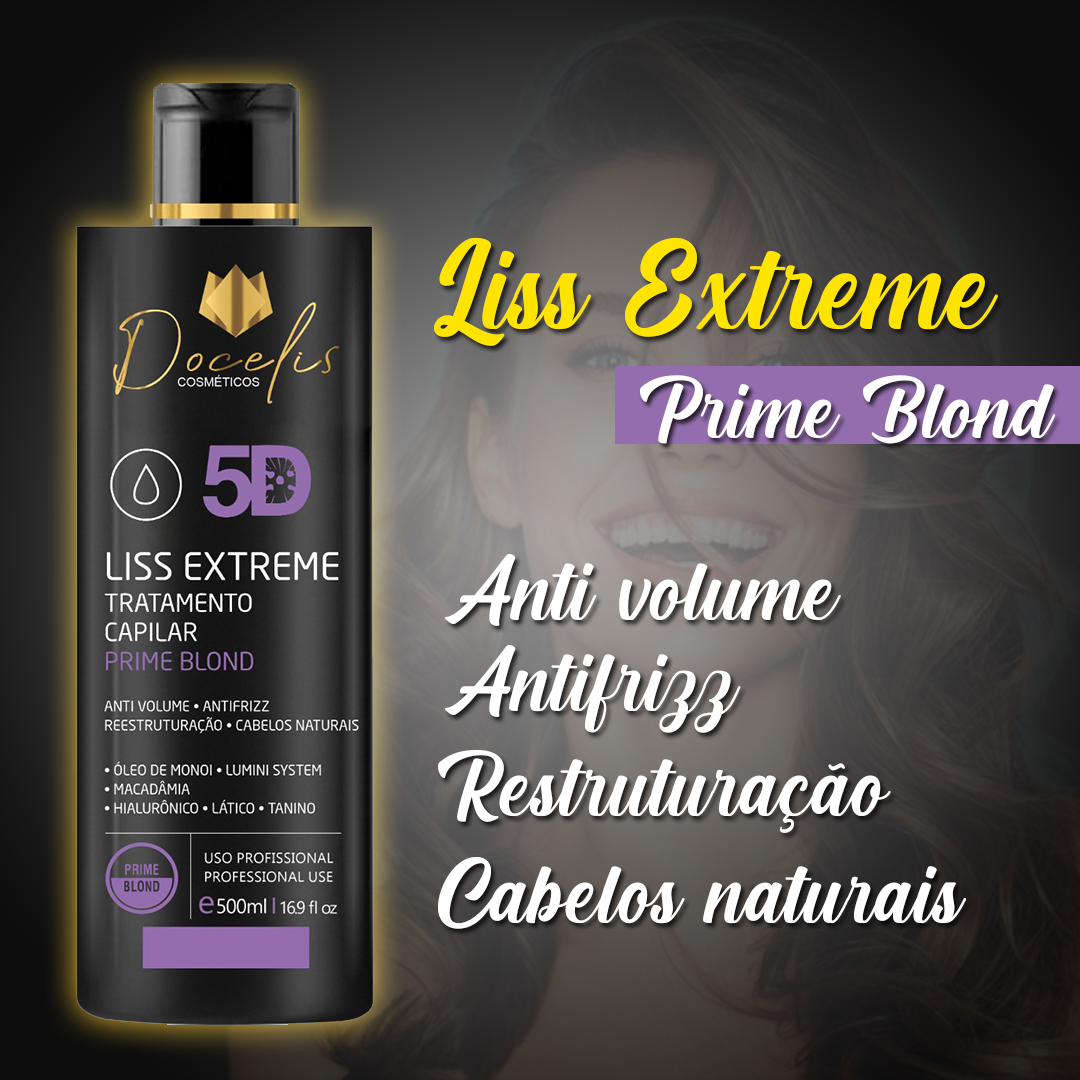 Docelis
COSMÉTICOS
5D
LISS EXTREME
TRATAMENTO
CAPILAR
PRIME BLOND
ANTI VOLUME • ANTIFRIZZ
REESTRUTURAÇÃO • CABELOS NATURAIS
• ÓLEO DE MONOI • LUMINI SYSTEM
• MACADÂMIA
• HIALURÔNICO • LÁTICO • TANINO
PRIME
BLOND
USO PROFISSIONAL
PROFESSIONAL USE
e500ml | 16.9 fl oz
Liss Extreme
Prime Blond
Anti volume
Antifrizz
Restruturação
Cabelos naturais